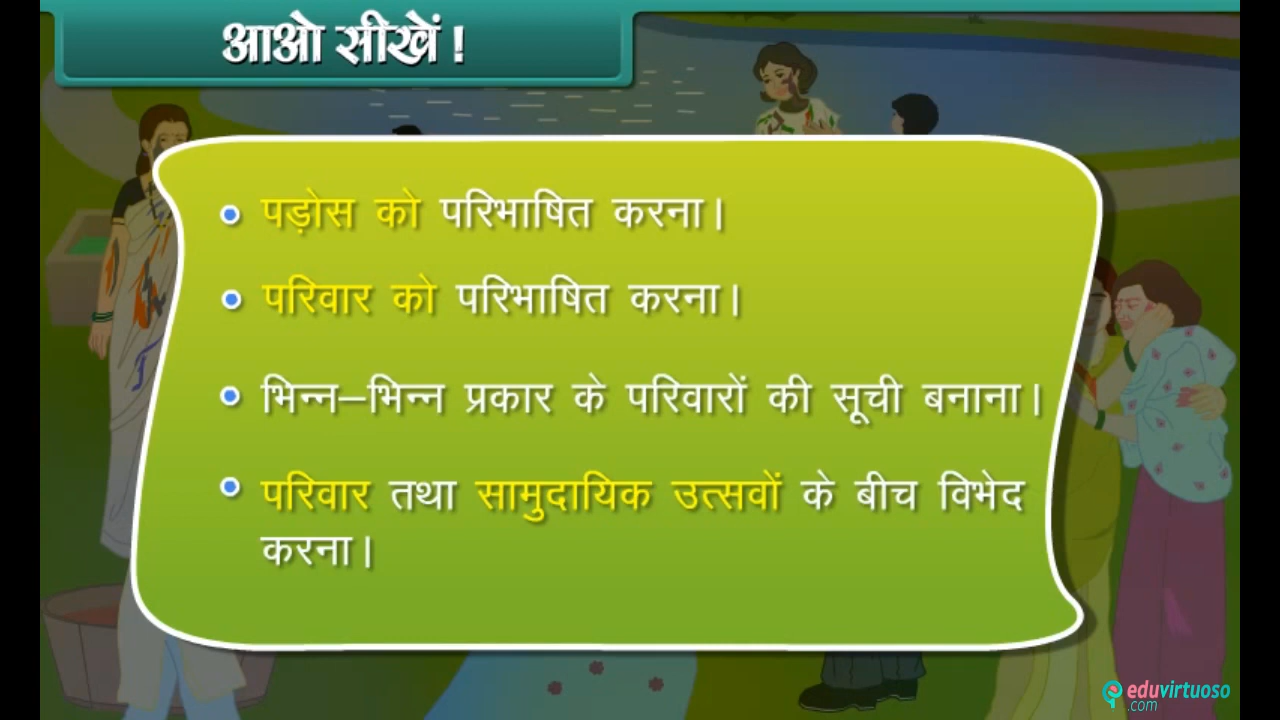 आओ सीखें!
पड़ोस को परिभाषित करना।
परिवार को परिभाषित करना।
भिन्न–भिन्न प्रकार के परिवारों की सूची बनाना।
परिवार तथा सामुदायिक उत्सवों के बीच विभेद
करना।
eduvirtuoso
.com